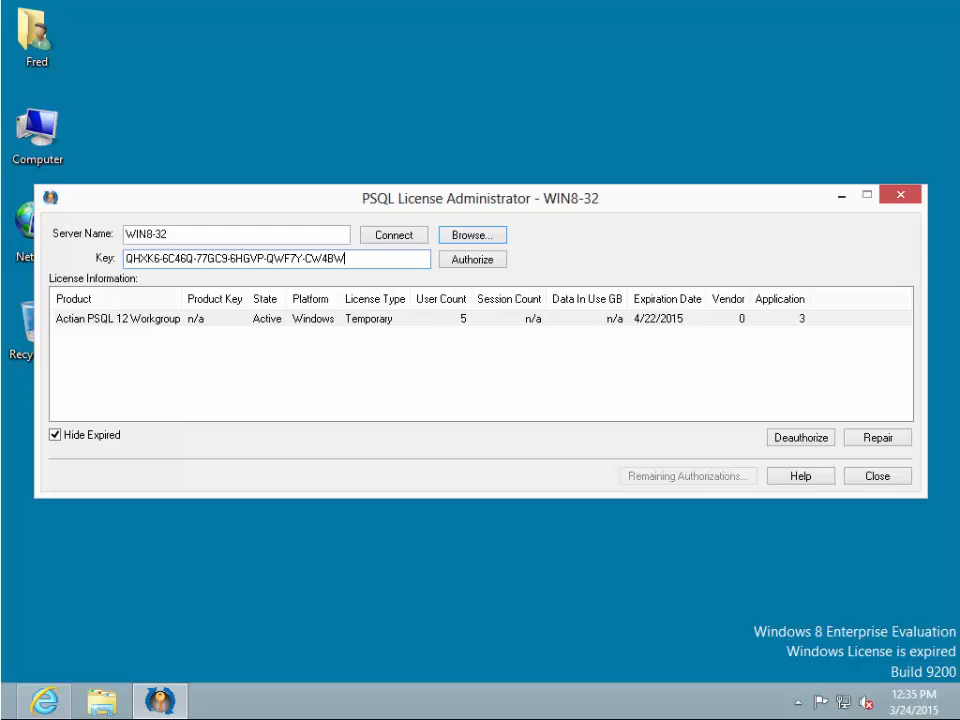 Fred
Computer
Net
Recy
PSQL License Administrator - WIN8-32
Server Name: WIN8-32 Connect Browse...
Key: QHXK6-6C46Q-77GC9-6HGVP-QWF7Y-CW4BW Authorize
License Information:
Product Product Key State Platform License Type User Count Session Count Data In Use GB Expiration Date Vendor Application
Actian PSQL 12 Workgroup n/a Active Windows Temporary 5 n/a n/a 4/22/2015 0 3
Hide Expired Deauthorize Repair
Remaining Authorizations... Help Close
Windows 8 Enterprise Evaluation
Windows License is expired
Build 9200
12:35 PM
3/24/2015